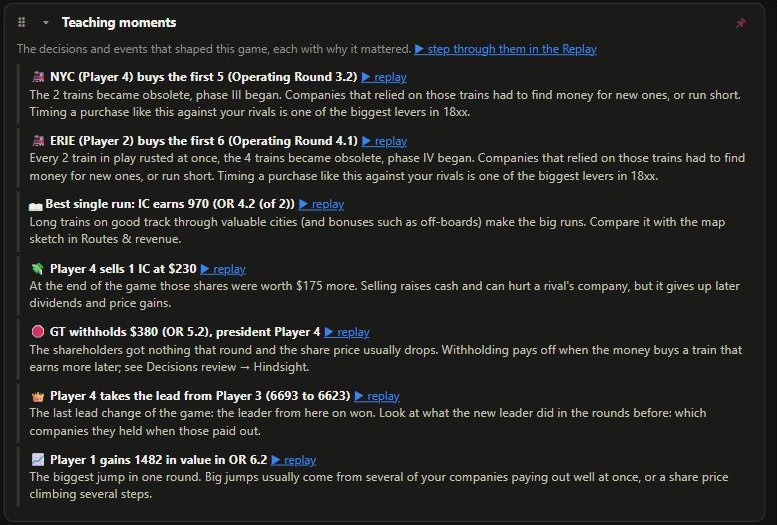 Teaching moments
The decisions and events that shaped this game, each with why it mattered. ▶ step through them in the Replay
NYC (Player 4) buys the first 5 (Operating Round 3.2) ▶ replay
The 2 trains became obsolete, phase III began. Companies that relied on those trains had to find money for new ones, or run short.
Timing a purchase like this against your rivals is one of the biggest levers in 18xx.
ERIE (Player 2) buys the first 6 (Operating Round 4.1) ▶ replay
Every 2 train in play rusted at once, the 4 trains became obsolete, phase IV began. Companies that relied on those trains had to find
money for new ones, or run short. Timing a purchase like this against your rivals is one of the biggest levers in 18xx.
Best single run: IC earns 970 (OR 4.2 (of 2)) ▶ replay
Long trains on good track through valuable cities (and bonuses such as off-boards) make the big runs. Compare it with the map
sketch in Routes & revenue.
Player 4 sells 1 IC at $230 ▶ replay
At the end of the game those shares were worth $175 more. Selling raises cash and can hurt a rival's company, but it gives up later
dividends and price gains.
GT withholds $380 (OR 5.2), president Player 4 ▶ replay
The shareholders got nothing that round and the share price usually drops. Withholding pays off when the money buys a train that
earns more later; see Decisions review → Hindsight.
Player 4 takes the lead from Player 3 (6693 to 6623) ▶ replay
The last lead change of the game: the leader from here on won. Look at what the new leader did in the rounds before: which
companies they held when those paid out.
Player 1 gains 1482 in value in OR 6.2 ▶ replay
The biggest jump in one round. Big jumps usually come from several of your companies paying out well at once, or a share price
climbing several steps.